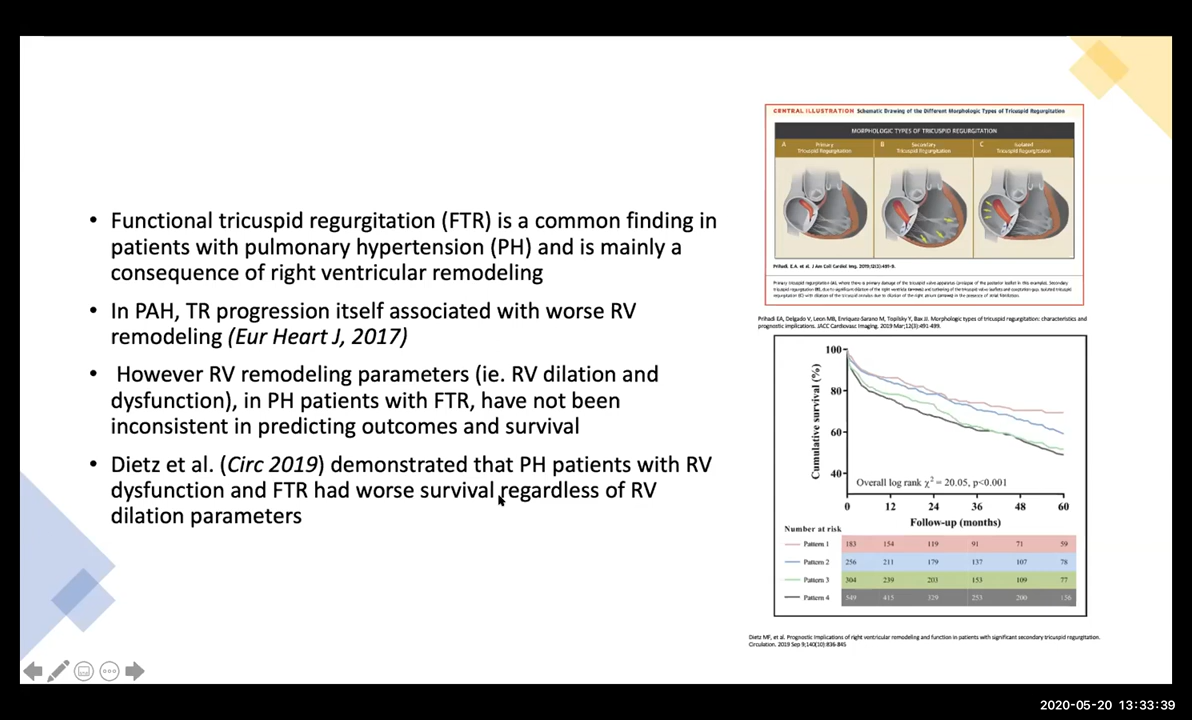 • Functional tricuspid regurgitation (FTR) is a common finding in
patients with pulmonary hypertension (PH) and is mainly a
consequence of right ventricular remodeling
• In PAH, TR progression itself associated with worse RV
remodeling (Eur Heart J, 2017)
• However RV remodeling parameters (ie. RV dilation and
dysfunction), in PH patients with FTR, have not been
inconsistent in predicting outcomes and survival
• Dietz et al. (Circ 2019) demonstrated that PH patients with RV
dysfunction and FTR had worse survival regardless of RV
dilation parameters
CENTRAL ILLUSTRATION Schematic Drawing of the Different Morphologic Types of Tricuspid Regurgitation
MORPHOLOGIC TYPES OF TRICUSPID REGURGITATION
A Primary
Tricuspid Regurgitation
B Secondary
Tricuspid Regurgitation
C Isolated
Tricuspid Regurgitation
Prihadi, E.A. et al. J Am Coll Cardiol Img. 2019;12(3):491-9.
Prihadi EA, Delgado V, Leon MB, Enriquez-Sarano M, Topilsky Y, Bax JJ. Morphologic types of tricuspid regurgitation: characteristics and
prognostic implications. JACC Cardiovasc Imaging. 2019 Mar;12(3):491-499.
Cumulative survival (%)
100
80
60
40
Overall log rank χ² = 20.05, p<0.001
0 12 24 36 48 60
Follow-up (months)
Number at risk
Pattern 1 183 154 119 91 71 59
Pattern 2 256 211 179 137 107 78
Pattern 3 304 239 203 153 109 77
Pattern 4 549 415 329 253 200 156
Dietz MF, et al. Prognostic implications of right ventricular remodeling and function in patients with significant secondary tricuspid regurgitation.
Circulation. 2019 Sep 9;140(10):836-845
2020-05-20 13:33:39